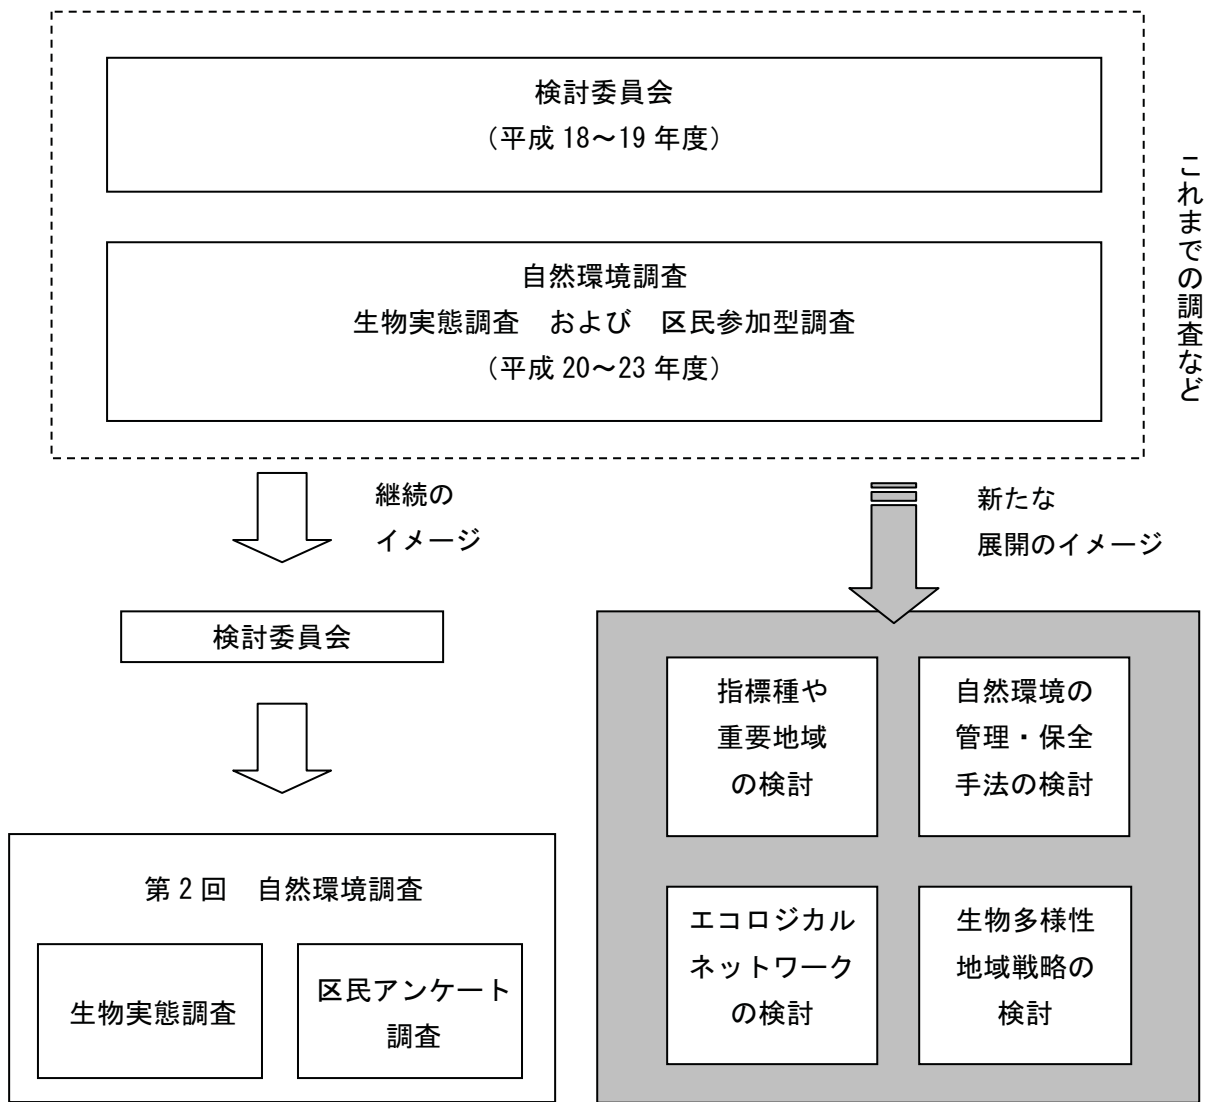 検討委員会
（平成 18～19 年度）
自然環境調査
生物実態調査　および　区民参加型調査
（平成 20～23 年度）
これまでの調査など
継続の
イメージ
新たな
展開のイメージ
検討委員会
第 2 回　自然環境調査
生物実態調査
区民アンケート
調査
指標種や
重要地域
の検討
自然環境の
管理・保全
手法の検討
エコロジカル
ネットワーク
の検討
生物多様性
地域戦略の
検討